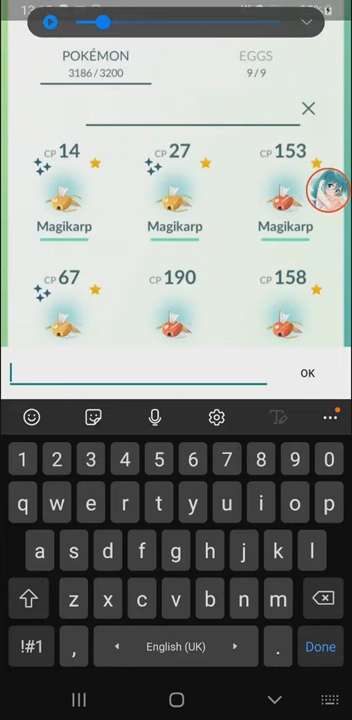 POKÉMON EGGS
3186/3200 9/9
CP 14 CP 27 CP 153
Magikarp Magikarp Magikarp
CP 67 CP 190 CP 158
OK
1 2 3 4 5 6 7 8 9 0
q w e r t y u i o p
a s d f g h j k l
z x c v b n m
!#1 , English (UK) . Done